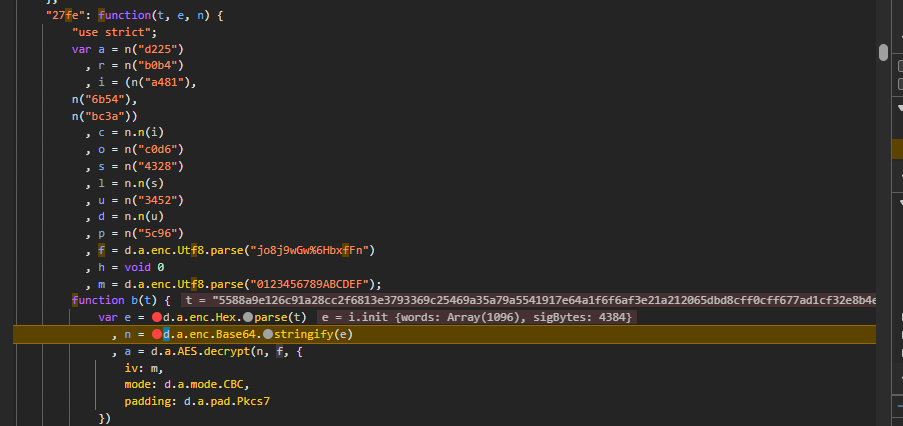 },
"27fe": function(t, e, n) {
"use strict";
var a = n("d225")
, r = n("b0b4")
, i = (n("a481"),
n("6b54"),
n("bc3a"))
, c = n.n(i)
, o = n("c0d6")
, s = n("4328")
, l = n.n(s)
, u = n("3452")
, d = n.n(u)
, p = n("5c96")
, f = d.a.enc.Utf8.parse("jo8j9wGw%6HbxfFn")
, h = void 0
, m = d.a.enc.Utf8.parse("0123456789ABCDEF");
function b(t) { t = "5588a9e126c91a28cc2f6813e3793369c25469a35a79a5541917e64a1f6f6af3e21a212065dbd8cff0cff677ad1cf32e8b4e
var e = d.a.enc.Hex.parse(t) e = i.init {words: Array(1096), sigBytes: 4384}
, n = d.a.enc.Base64.stringify(e)
, a = d.a.AES.decrypt(n, f, {
iv: m,
mode: d.a.mode.CBC,
padding: d.a.pad.Pkcs7
})